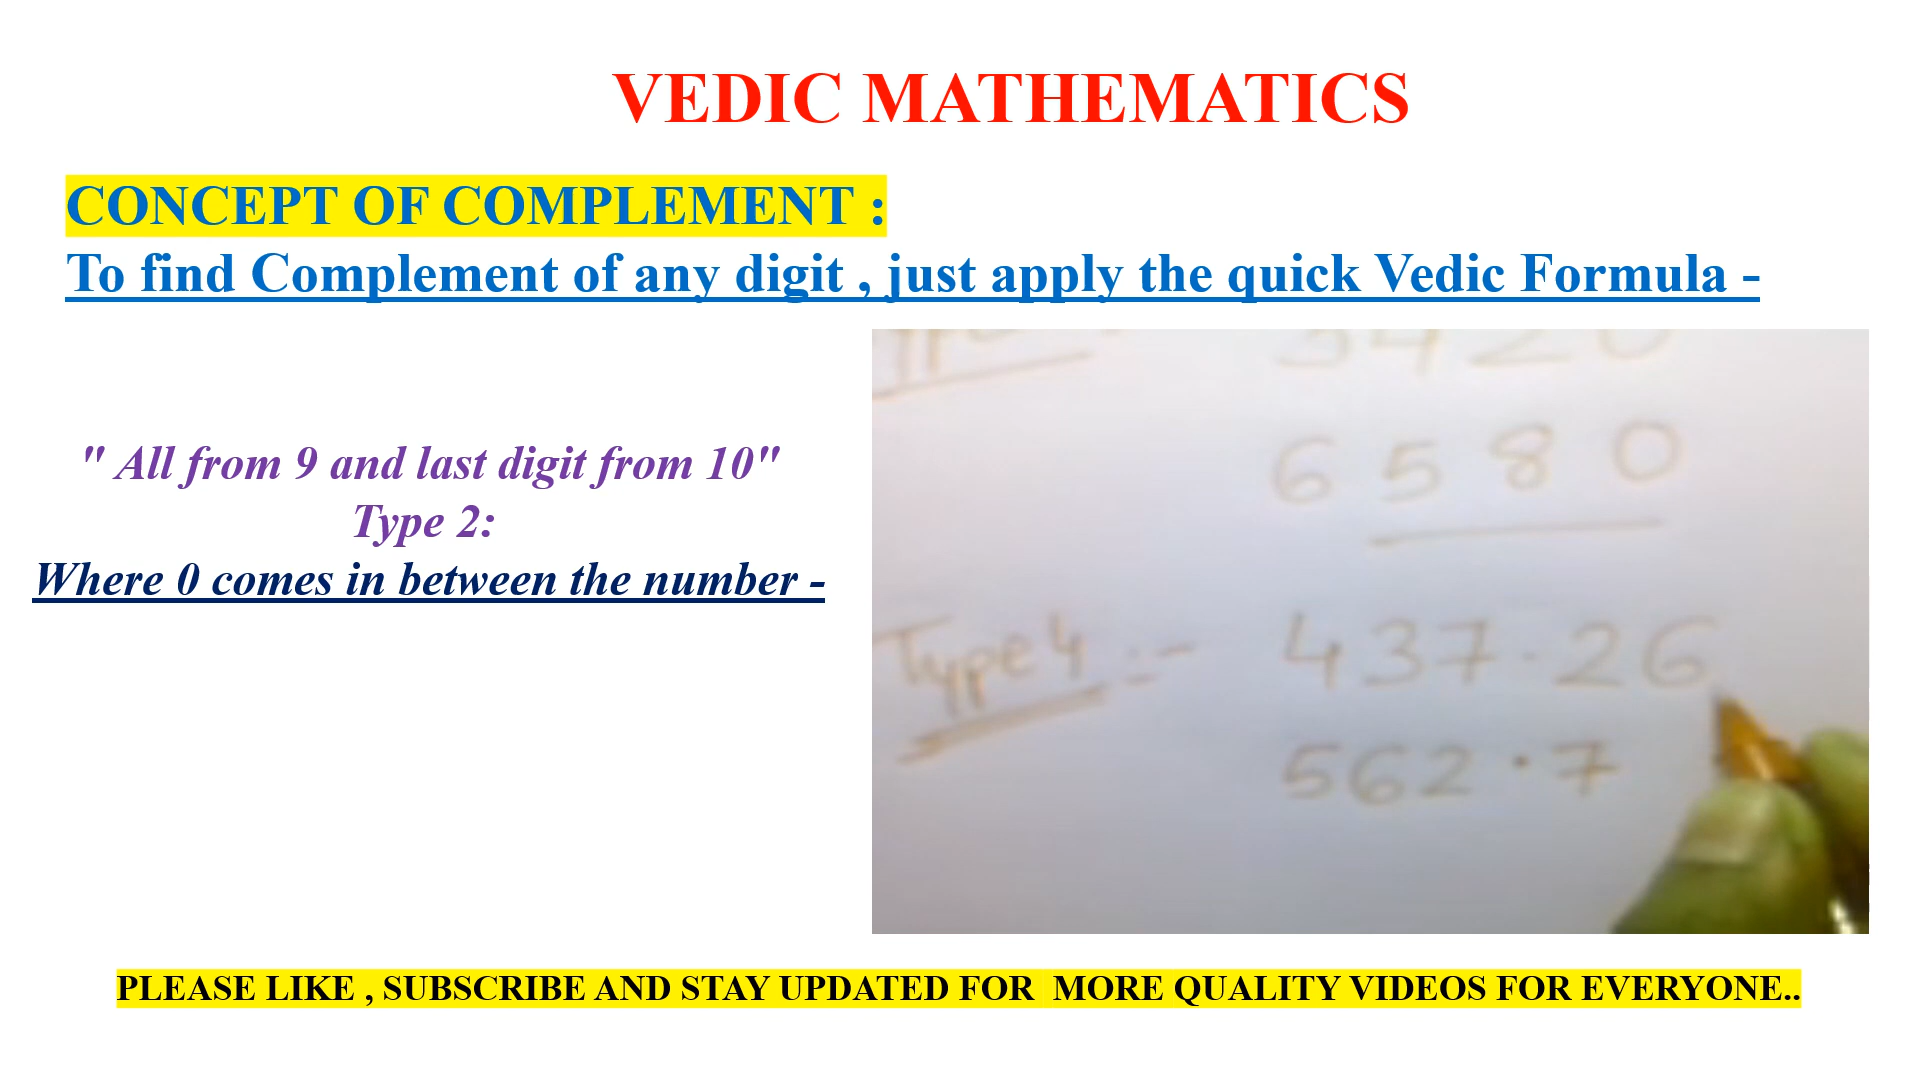 VEDIC MATHEMATICS
CONCEPT OF COMPLEMENT :
To find Complement of any digit , just apply the quick Vedic Formula -
" All from 9 and last digit from 10"
Type 2:
Where 0 comes in between the number -
3420
6580
Type 4 :- 437.26
562.7
PLEASE LIKE , SUBSCRIBE AND STAY UPDATED FOR MORE QUALITY VIDEOS FOR EVERYONE..